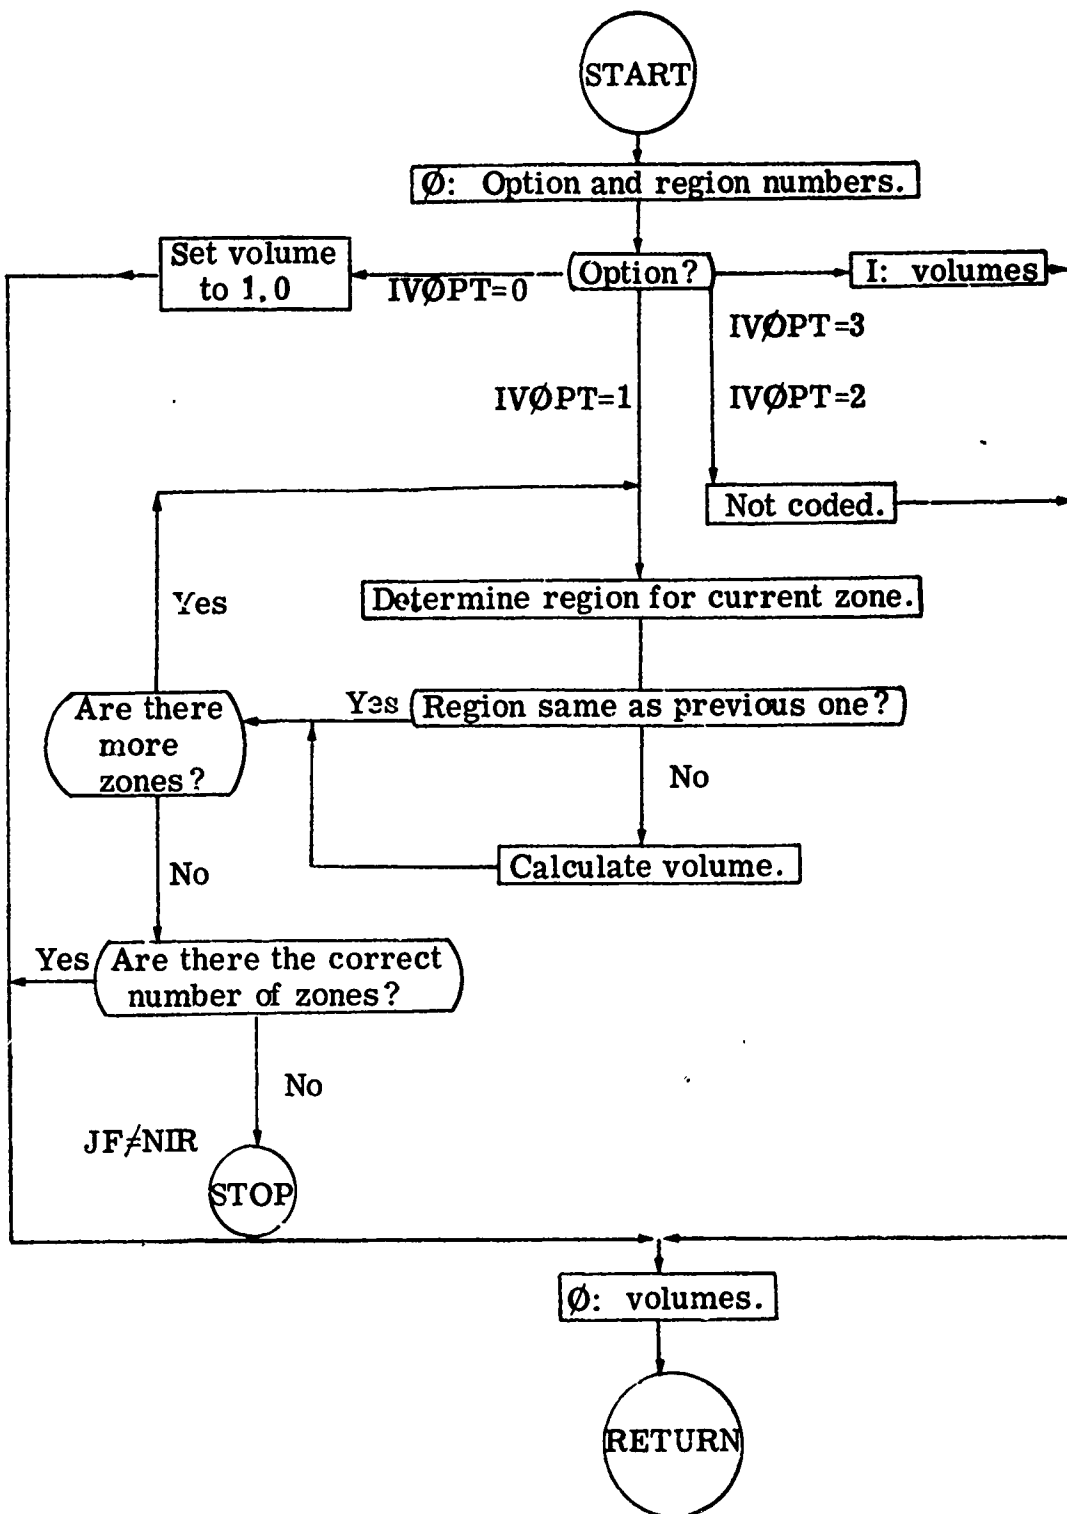 START
Ø: Option and region numbers.
Set volume
to 1.0
IVØPT=0
Option?
I: volumes
IVØPT=3
IVØPT=1
IVØPT=2
Not coded.
Determine region for current zone.
Yes
Are there
more
zones?
Yes
Region same as previous one?
No
Calculate volume.
No
Yes
Are there the correct
number of zones?
No
JF≠NIR
STOP
Ø: volumes.
RETURN